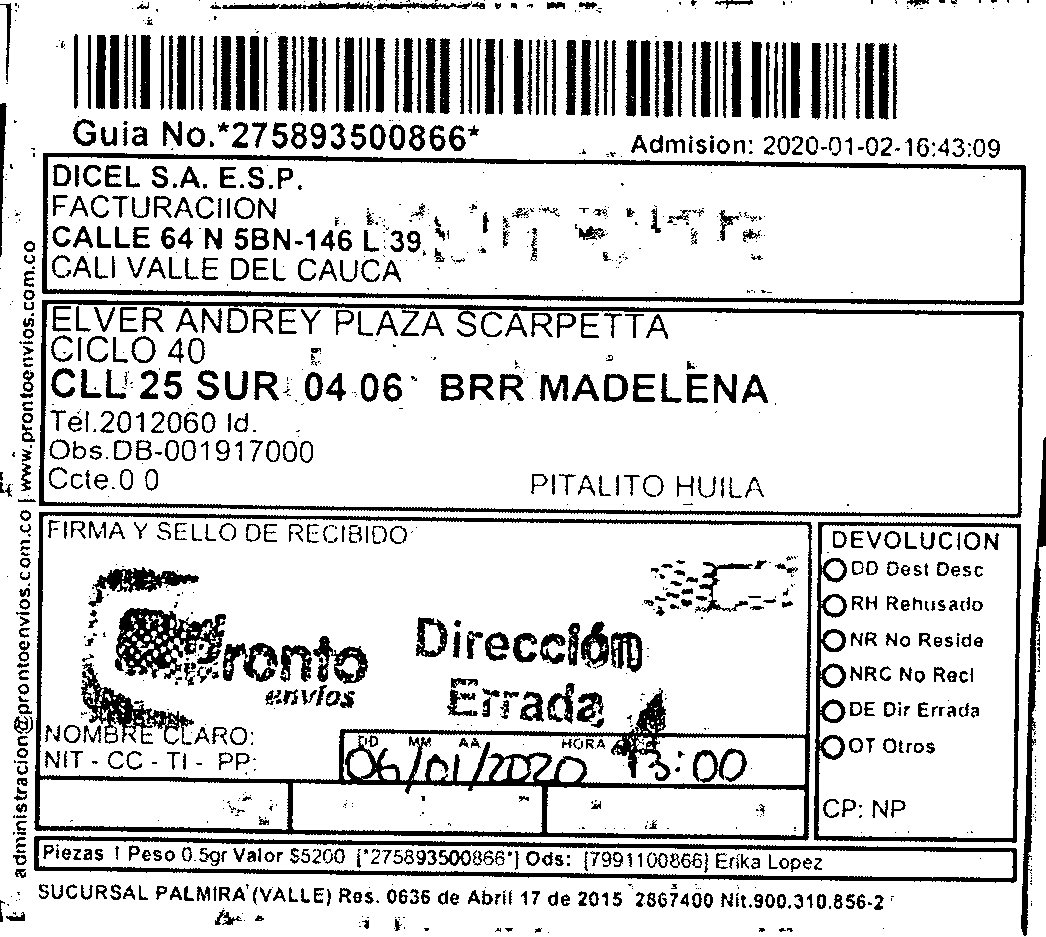 Guia No.*275893500866*
Admision: 2020-01-02-16:43:09
DICEL S.A. E.S.P.
FACTURACIION
CALLE 64 N 5BN-146 L 39
CALI VALLE DEL CAUCA
ELVER ANDREY PLAZA SCARPETTA
CICLO 40
CLL 25 SUR 04 06 BRR MADELENA
Tel.2012060 Id.
Obs.DB-001917000
Ccte.0 0
PITALITO HUILA
FIRMA Y SELLO DE RECIBIDO
Pronto
envíos
Dirección
Errada
NOMBRE CLARO:
NIT - CC - TI - PP:
DD MM AA HORA
06/01/2020 13:00
DEVOLUCION
DD Dest Desc
RH Rehusado
NR No Reside
NRC No Recl
DE Dir Errada
OT Otros
CP: NP
Piezas 1 Peso 0.5gr Valor $5200 [*275893500866*] Ods: [7991100866] Erika Lopez
SUCURSAL PALMIRA (VALLE) Res. 0636 de Abril 17 de 2015 2867400 Nit.900.310.856-2
administracion@prontoenvios.com.co | www.prontoenvios.com.co